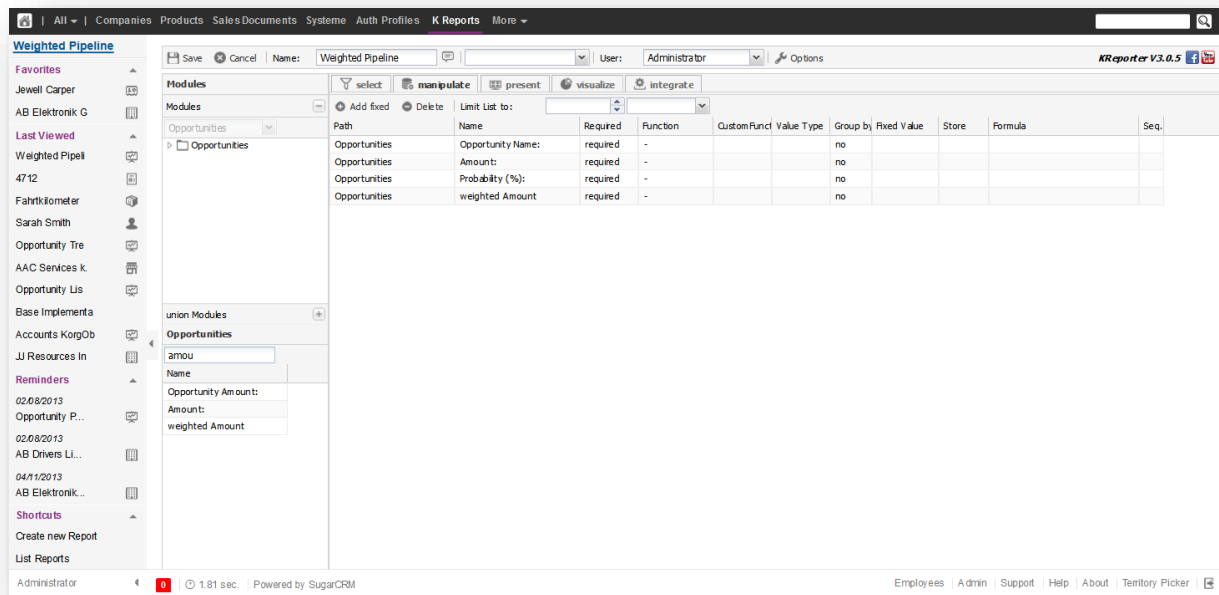 | All | Companies Products Sales Documents Systeme Auth Profiles K Reports More
Weighted Pipeline
Save Cancel | Name: Weighted Pipeline User: Administrator Options KReporter V3.0.5
Favorites
Jewell Carper
AB Elektronik G
Last Viewed
Weighted Pipeli
4712
Fahrtkilometer
Sarah Smith
Opportunity Tre
AAC Services k.
Opportunity Lis
Base Implementa
Accounts KorgOb
JJ Resources In
Reminders
02/08/2013
Opportunity P...
02/08/2013
AB Drivers Li...
04/11/2013
AB Elektronik...
Shortcuts
Create new Report
List Reports
Modules
Modules
Opportunities
Opportunities
union Modules
Opportunities
amou
Name
Opportunity Amount:
Amount:
weighted Amount
select manipulate present visualize integrate
Add fixed Delete | Limit List to:
Path Name Required Function CustomFunct Value Type Group by Fixed Value Store Formula Seq.
Opportunities Opportunity Name: required - no
Opportunities Amount: required - no
Opportunities Probability (%): required - no
Opportunities weighted Amount required - no
Administrator 0 1.81 sec. Powered by SugarCRM Employees | Admin | Support | Help | About | Territory Picker